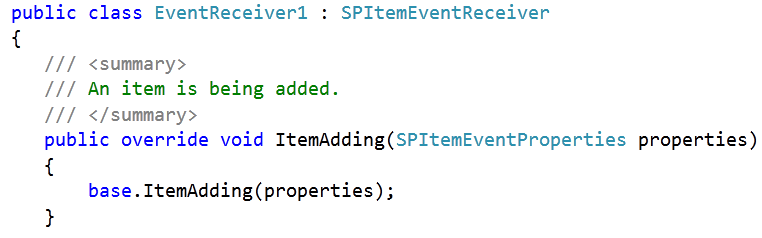 public class EventReceiver1 : SPItemEventReceiver
{
/// <summary>
/// An item is being added.
/// </summary>
public override void ItemAdding(SPItemEventProperties properties)
{
base.ItemAdding(properties);
}